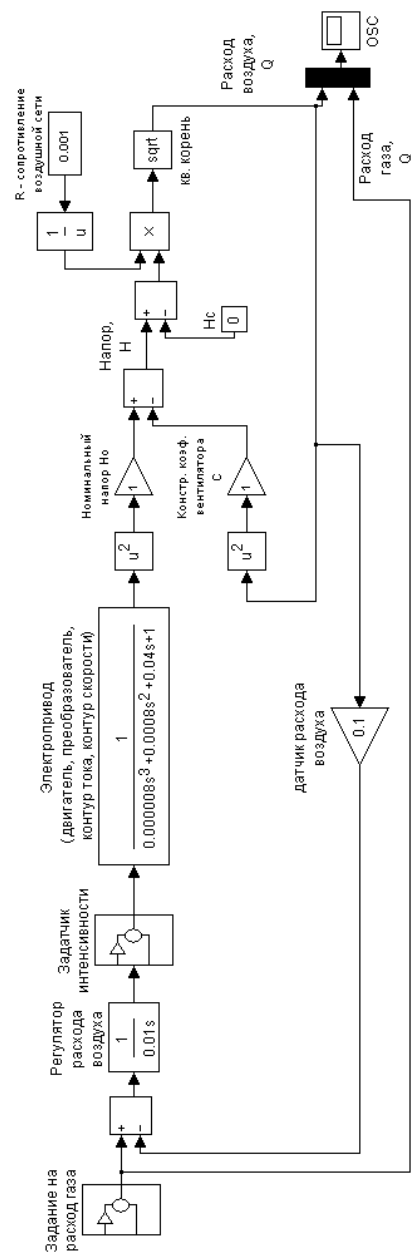 Задание на
расход газа
+
-
Регулятор
расхода
воздуха
1
0.01s
Задатчик
интенсивности
Электропривод
(двигатель, преобразователь,
контур тока, контур скорости)
1
0.000008s³+0.0008s²+0.04s+1
u²
Номинальный
напор Но
1
u²
Констр. коэф.
вентилятора
С
1
+
-
Напор,
Н
Нс
0
+
-
R - сопротивление
воздушной сети
0.001
1
u
×
sqrt
кв. корень
Расход
воздуха,
Q
Расход
газа,
Q
OSC
датчик расхода
воздуха
0.1